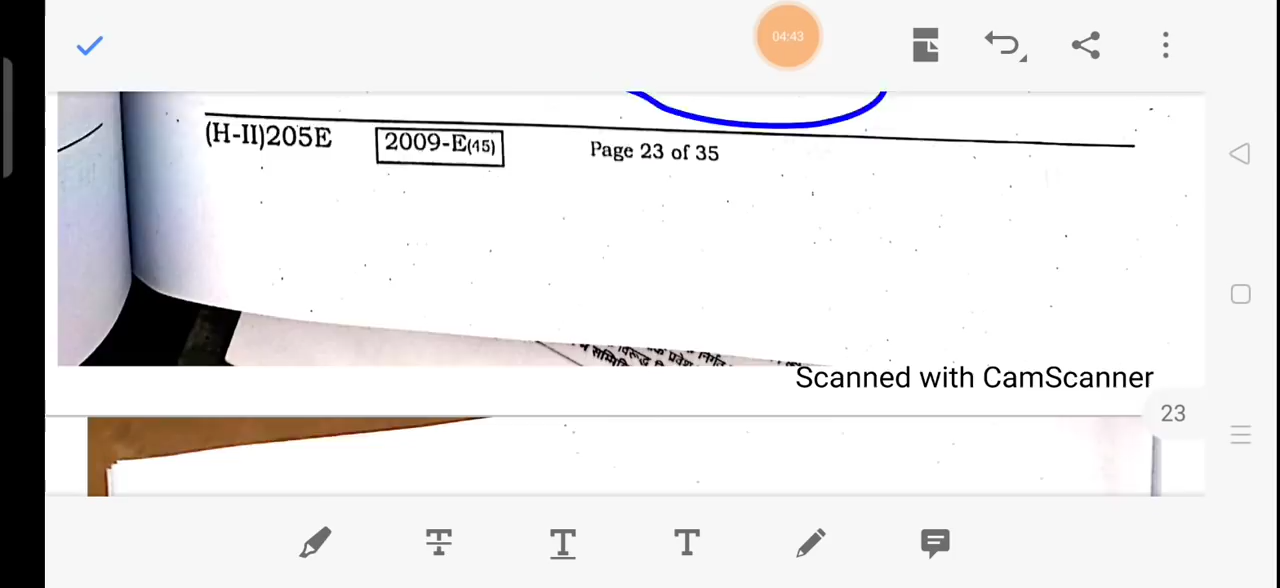 04:43
(H-II)205E 2009-E(45) Page 23 of 35
Scanned with CamScanner
23
T T T